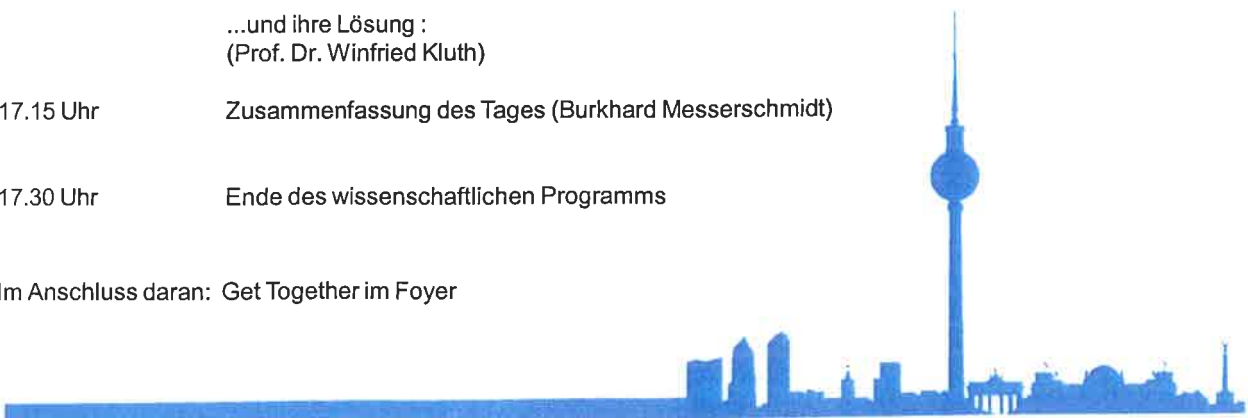 ...und ihre Lösung :
(Prof. Dr. Winfried Kluth)
17.15 Uhr Zusammenfassung des Tages (Burkhard Messerschmidt)
17.30 Uhr Ende des wissenschaftlichen Programms
Im Anschluss daran: Get Together im Foyer